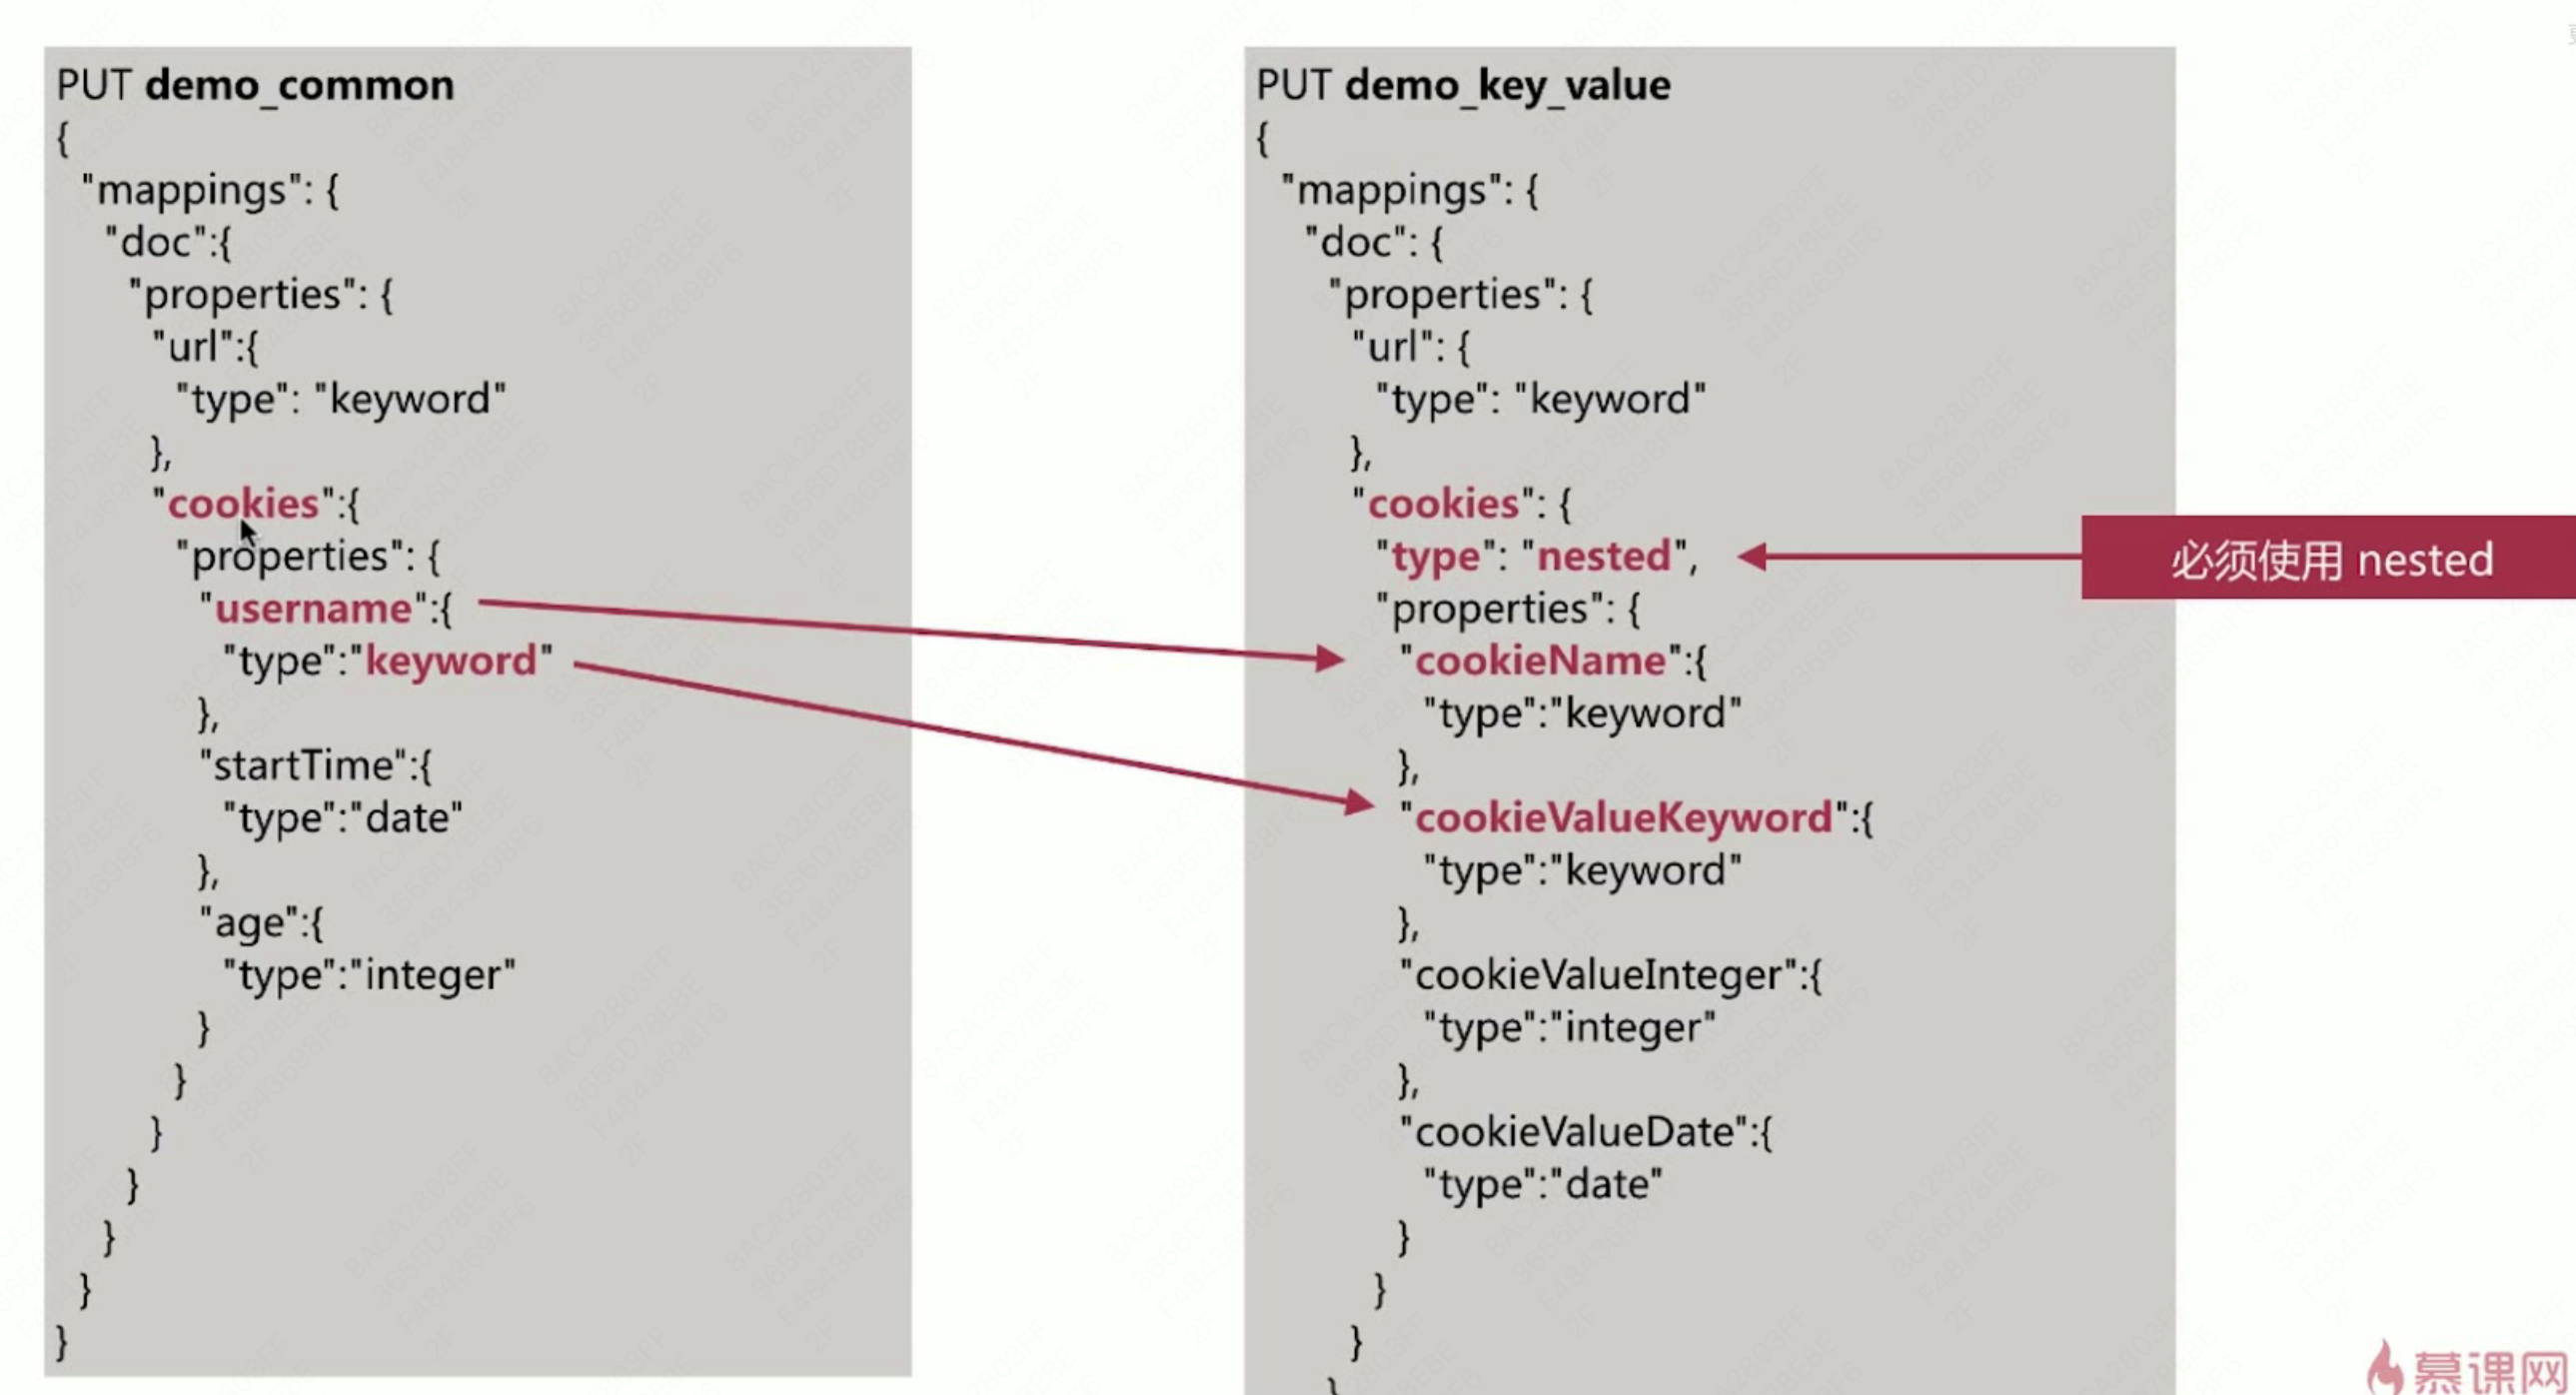 PUT demo_common
{
"mappings": {
"doc":{
"properties": {
"url":{
"type": "keyword"
},
"cookies":{
"properties": {
"username":{
"type":"keyword"
},
"startTime":{
"type":"date"
},
"age":{
"type":"integer"
}
}
}
}
}
}
}
PUT demo_key_value
{
"mappings": {
"doc": {
"properties": {
"url": {
"type": "keyword"
},
"cookies": {
"type": "nested",
"properties": {
"cookieName":{
"type":"keyword"
},
"cookieValueKeyword":{
"type":"keyword"
},
"cookieValueInteger":{
"type":"integer"
},
"cookieValueDate":{
"type":"date"
}
}
}
}
必须使用 nested
慕课网